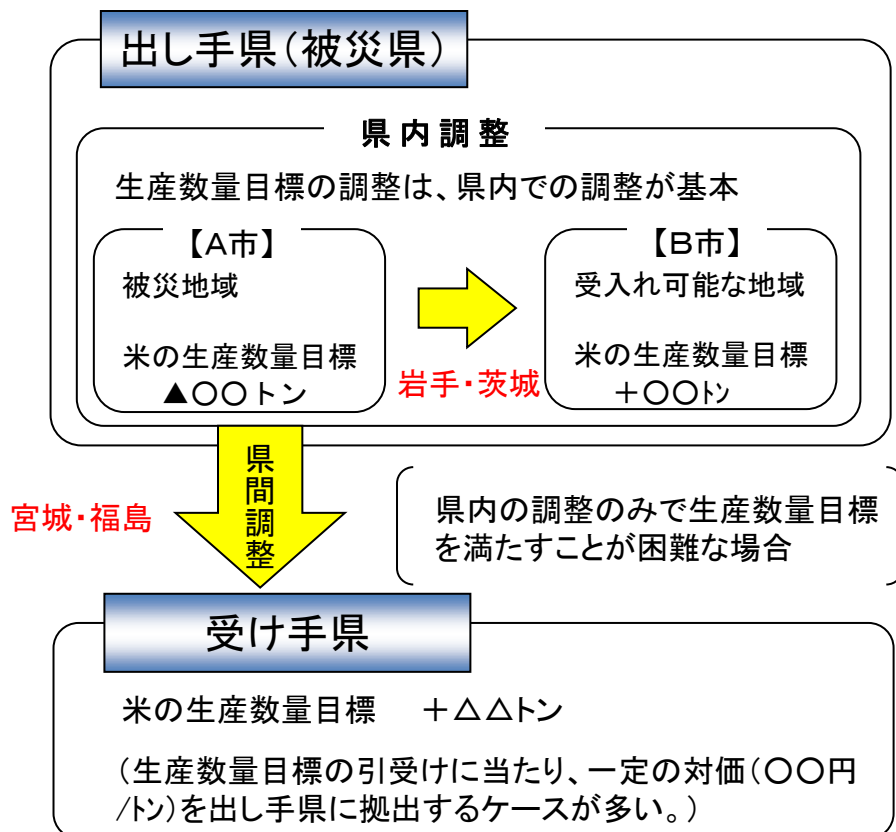 出し手県（被災県）
県内調整
生産数量目標の調整は、県内での調整が基本
【Ａ市】
被災地域
米の生産数量目標
▲〇〇トン
岩手・茨城
【Ｂ市】
受入れ可能な地域
米の生産数量目標
＋〇〇ﾄﾝ
県間調整
宮城・福島
県内の調整のみで生産数量目標
を満たすことが困難な場合
受け手県
米の生産数量目標　＋△△ﾄﾝ
（生産数量目標の引受けに当たり、一定の対価（〇〇円
/ﾄﾝ）を出し手県に拠出するケースが多い。）